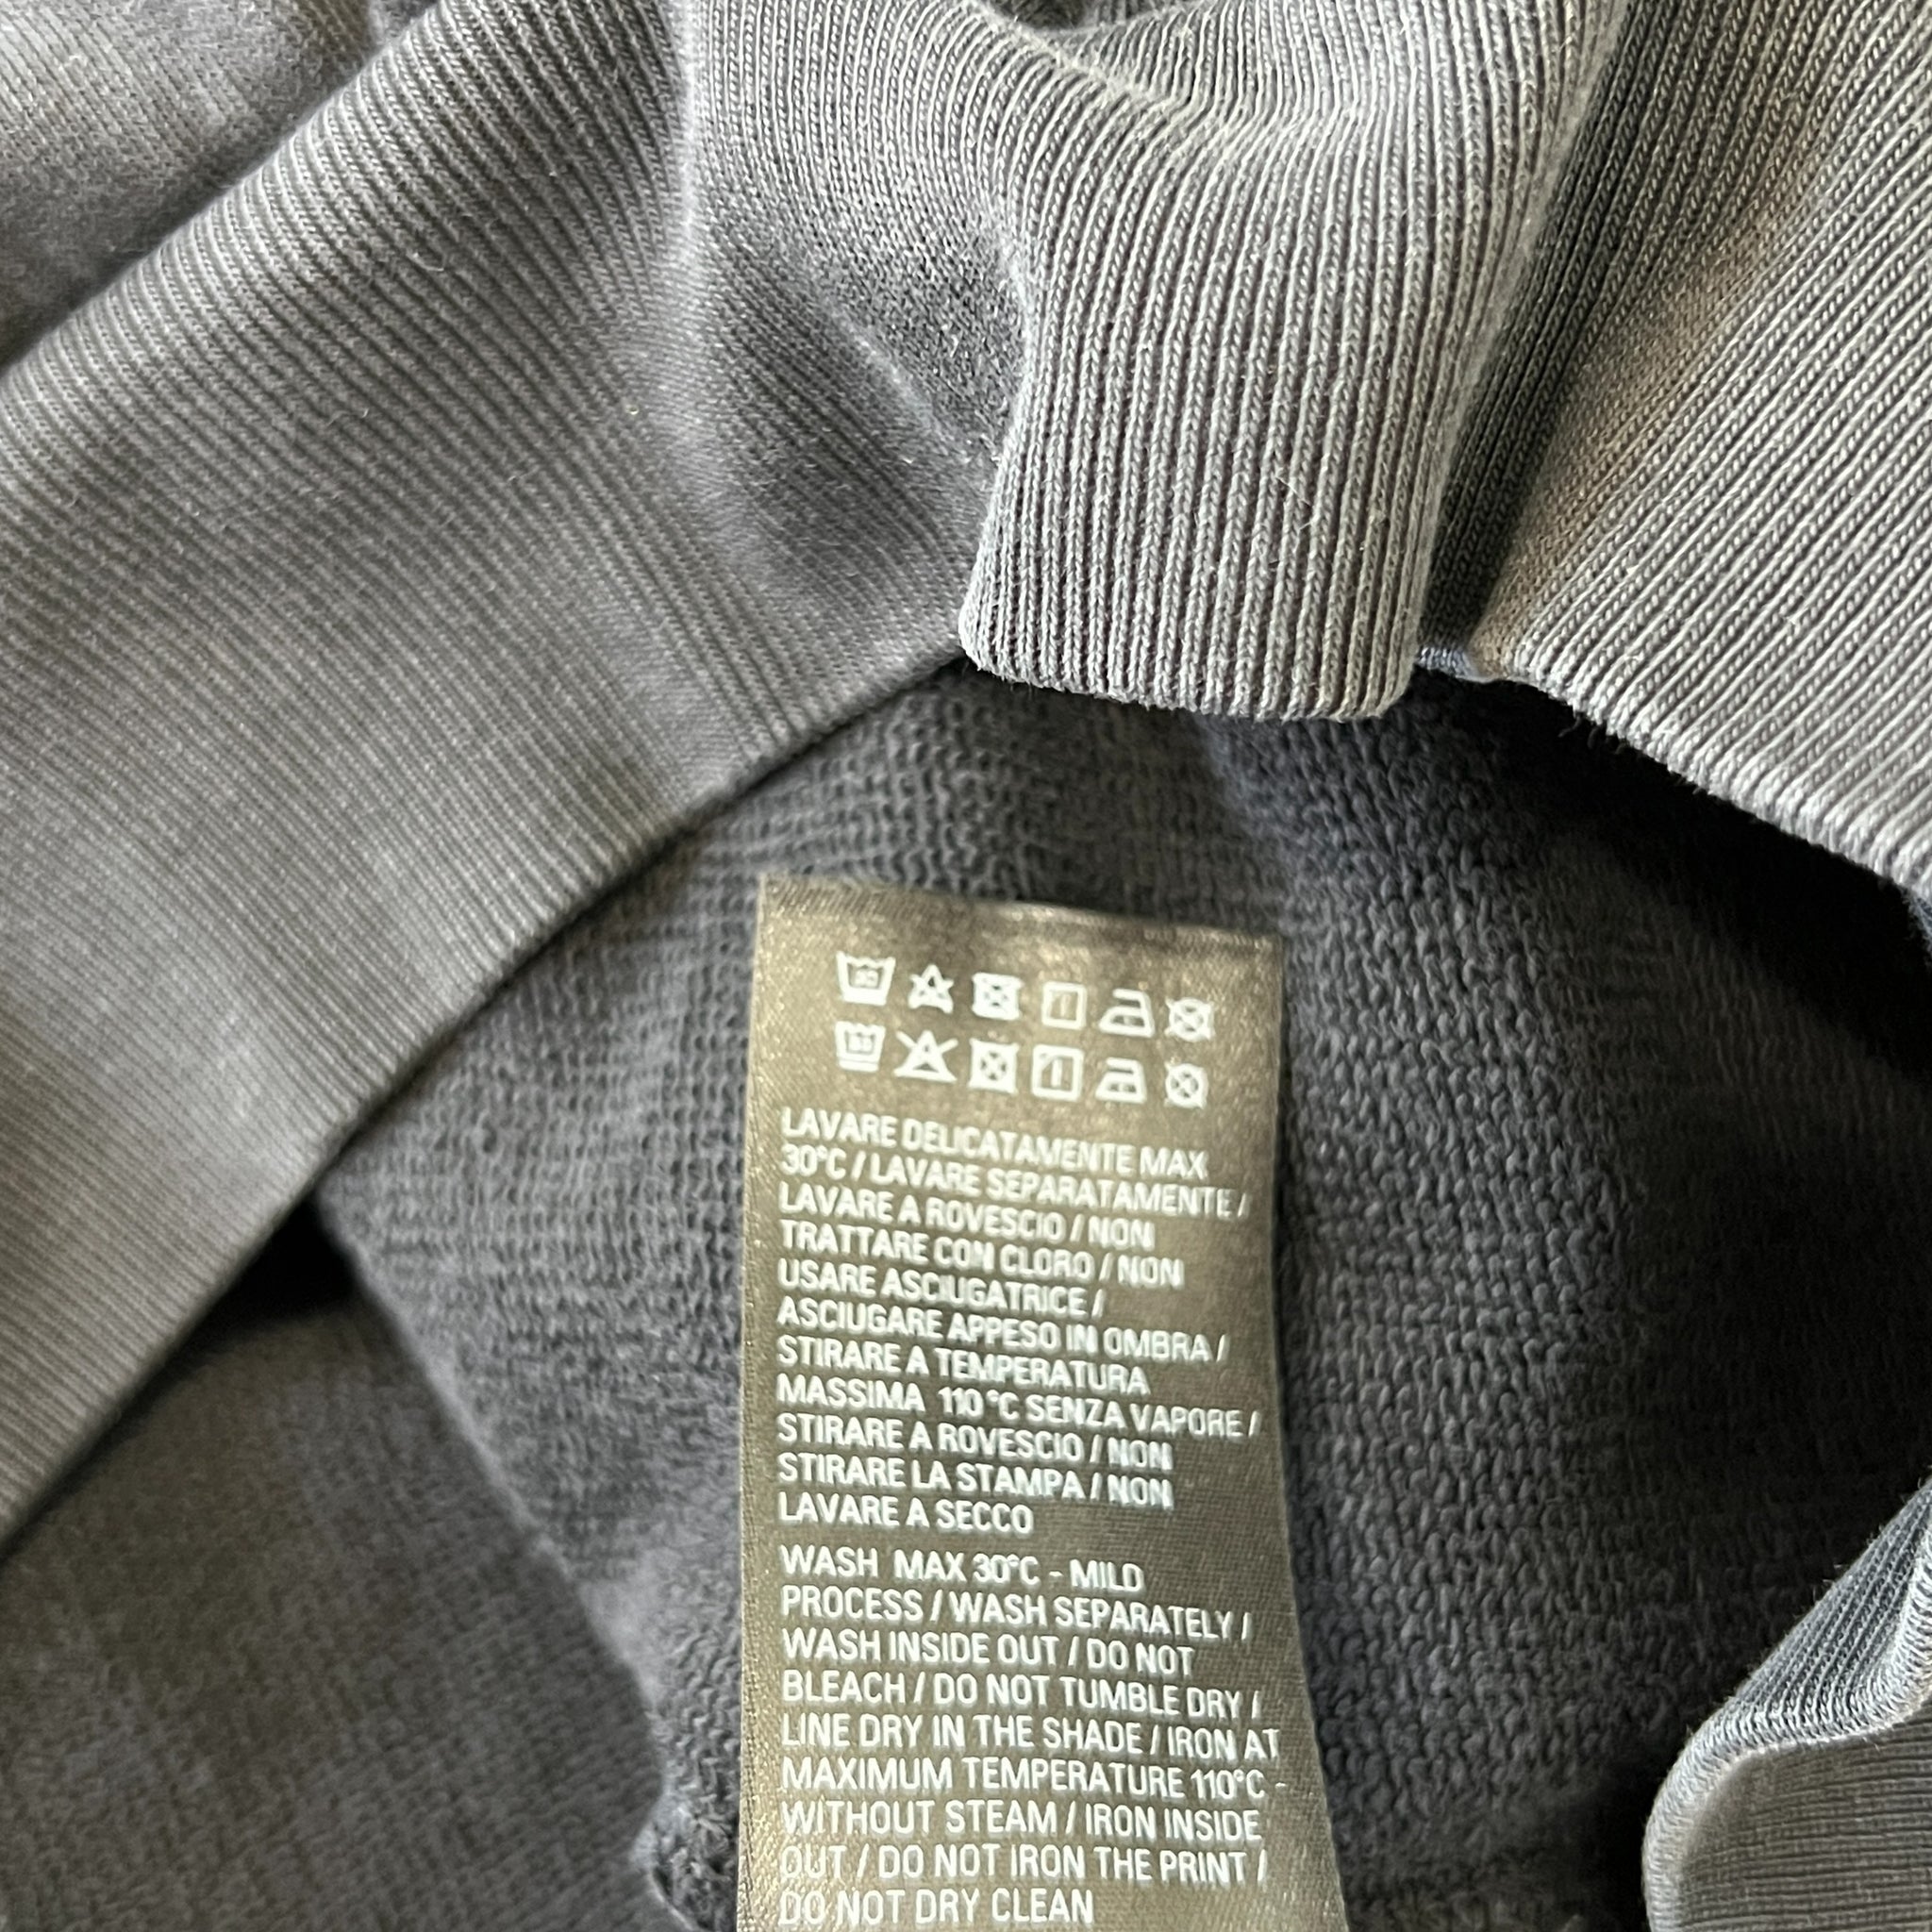 LAVARE DELICATAMENTE MAX
30°C / LAVARE SEPARATAMENTE /
LAVARE A ROVESCIO / NON
TRATTARE CON CLORO / NON
USARE ASCIUGATRICE /
ASCIUGARE APPESO IN OMBRA /
STIRARE A TEMPERATURA
MASSIMA 110 °C SENZA VAPORE /
STIRARE A ROVESCIO / NON
STIRARE LA STAMPA / NON
LAVARE A SECCO
WASH MAX 30°C - MILD
PROCESS / WASH SEPARATELY /
WASH INSIDE OUT / DO NOT
BLEACH / DO NOT TUMBLE DRY /
LINE DRY IN THE SHADE / IRON AT
MAXIMUM TEMPERATURE 110°C -
WITHOUT STEAM / IRON INSIDE
OUT / DO NOT IRON THE PRINT /
DO NOT DRY CLEAN